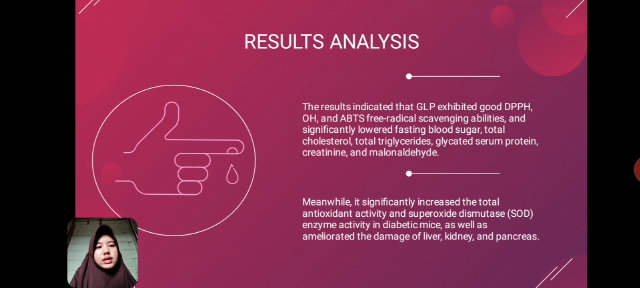 RESULTS ANALYSIS
The results indicated that GLP exhibited good DPPH,
OH, and ABTS free-radical scavenging abilities, and
significantly lowered fasting blood sugar, total
cholesterol, total triglycerides, glycated serum protein,
creatinine, and malonaldehyde.
Meanwhile, it significantly increased the total
antioxidant activity and superoxide dismutase (SOD)
enzyme activity in diabetic mice, as well as
ameliorated the damage of liver, kidney, and pancreas.